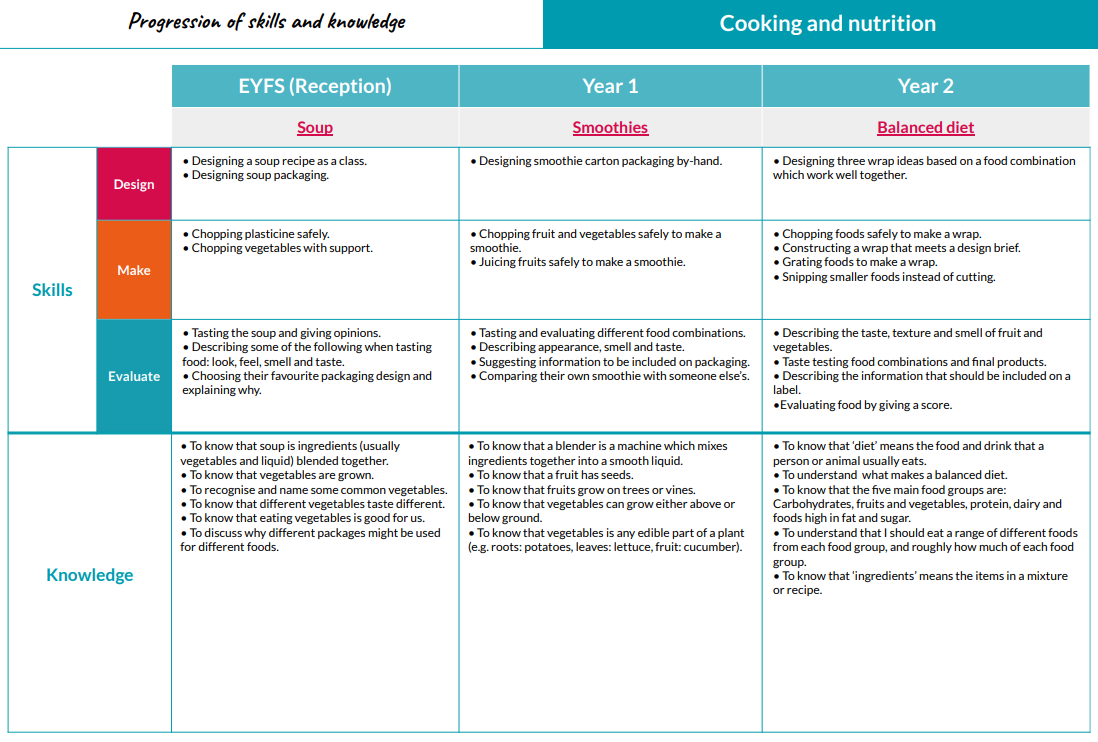 Progression of skills and knowledge
Cooking and nutrition
EYFS (Reception)
Year 1
Year 2
Soup
Smoothies
Balanced diet
Skills
Design
• Designing a soup recipe as a class.
• Designing soup packaging.
• Designing smoothie carton packaging by-hand.
• Designing three wrap ideas based on a food combination
which work well together.
Make
• Chopping plasticine safely.
• Chopping vegetables with support.
• Chopping fruit and vegetables safely to make a
smoothie.
• Juicing fruits safely to make a smoothie.
• Chopping foods safely to make a wrap.
• Constructing a wrap that meets a design brief.
• Grating foods to make a wrap.
• Snipping smaller foods instead of cutting.
Evaluate
• Tasting the soup and giving opinions.
• Describing some of the following when tasting
food: look, feel, smell and taste.
• Choosing their favourite packaging design and
explaining why.
• Tasting and evaluating different food combinations.
• Describing appearance, smell and taste.
• Suggesting information to be included on packaging.
• Comparing their own smoothie with someone else's.
• Describing the taste, texture and smell of fruit and
vegetables.
• Taste testing food combinations and final products.
• Describing the information that should be included on a
label.
•Evaluating food by giving a score.
Knowledge
• To know that soup is ingredients (usually
vegetables and liquid) blended together.
• To know that vegetables are grown.
• To recognise and name some common vegetables.
• To know that different vegetables taste different.
• To know that eating vegetables is good for us.
• To discuss why different packages might be used
for different foods.
• To know that a blender is a machine which mixes
ingredients together into a smooth liquid.
• To know that a fruit has seeds.
• To know that fruits grow on trees or vines.
• To know that vegetables can grow either above or
below ground.
• To know that vegetables is any edible part of a plant
(e.g. roots: potatoes, leaves: lettuce, fruit: cucumber).
• To know that 'diet' means the food and drink that a
person or animal usually eats.
• To understand  what makes a balanced diet.
• To know that the five main food groups are:
Carbohydrates, fruits and vegetables, protein, dairy and
foods high in fat and sugar.
• To understand that I should eat a range of different foods
from each food group, and roughly how much of each food
group.
• To know that 'ingredients' means the items in a mixture
or recipe.